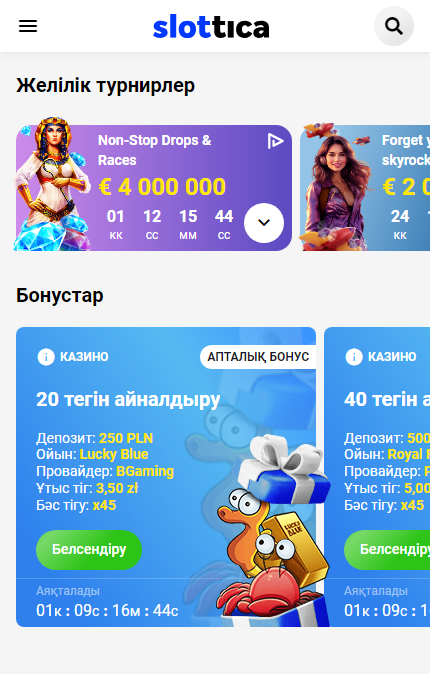 slottica
Желілік турнирлер
Non-Stop Drops &
Races
€ 4 000 000
01 12 15 44
КК СС ММ СС
Forget y
skyrock
€ 2 0
24
КК
Бонустар
КАЗИНО
АПТАЛЫҚ БОНУС
20 тегін айналдыру
Депозит: 250 PLN
Ойын: Lucky Blue
Провайдер: BGaming
Ұтыс тіг: 3,50 zł
Бәс тігу: x45
LUCKY BLUE
Белсендіру
Аяқталады
01к : 09с : 16м : 44с
КАЗИНО
40 тегін а
Депозит: 500
Ойын: Royal
Провайдер:
Ұтыс тіг: 5,00
Бәс тігу: x45
Белсендіру
Аяқталады
01к : 09с : 1